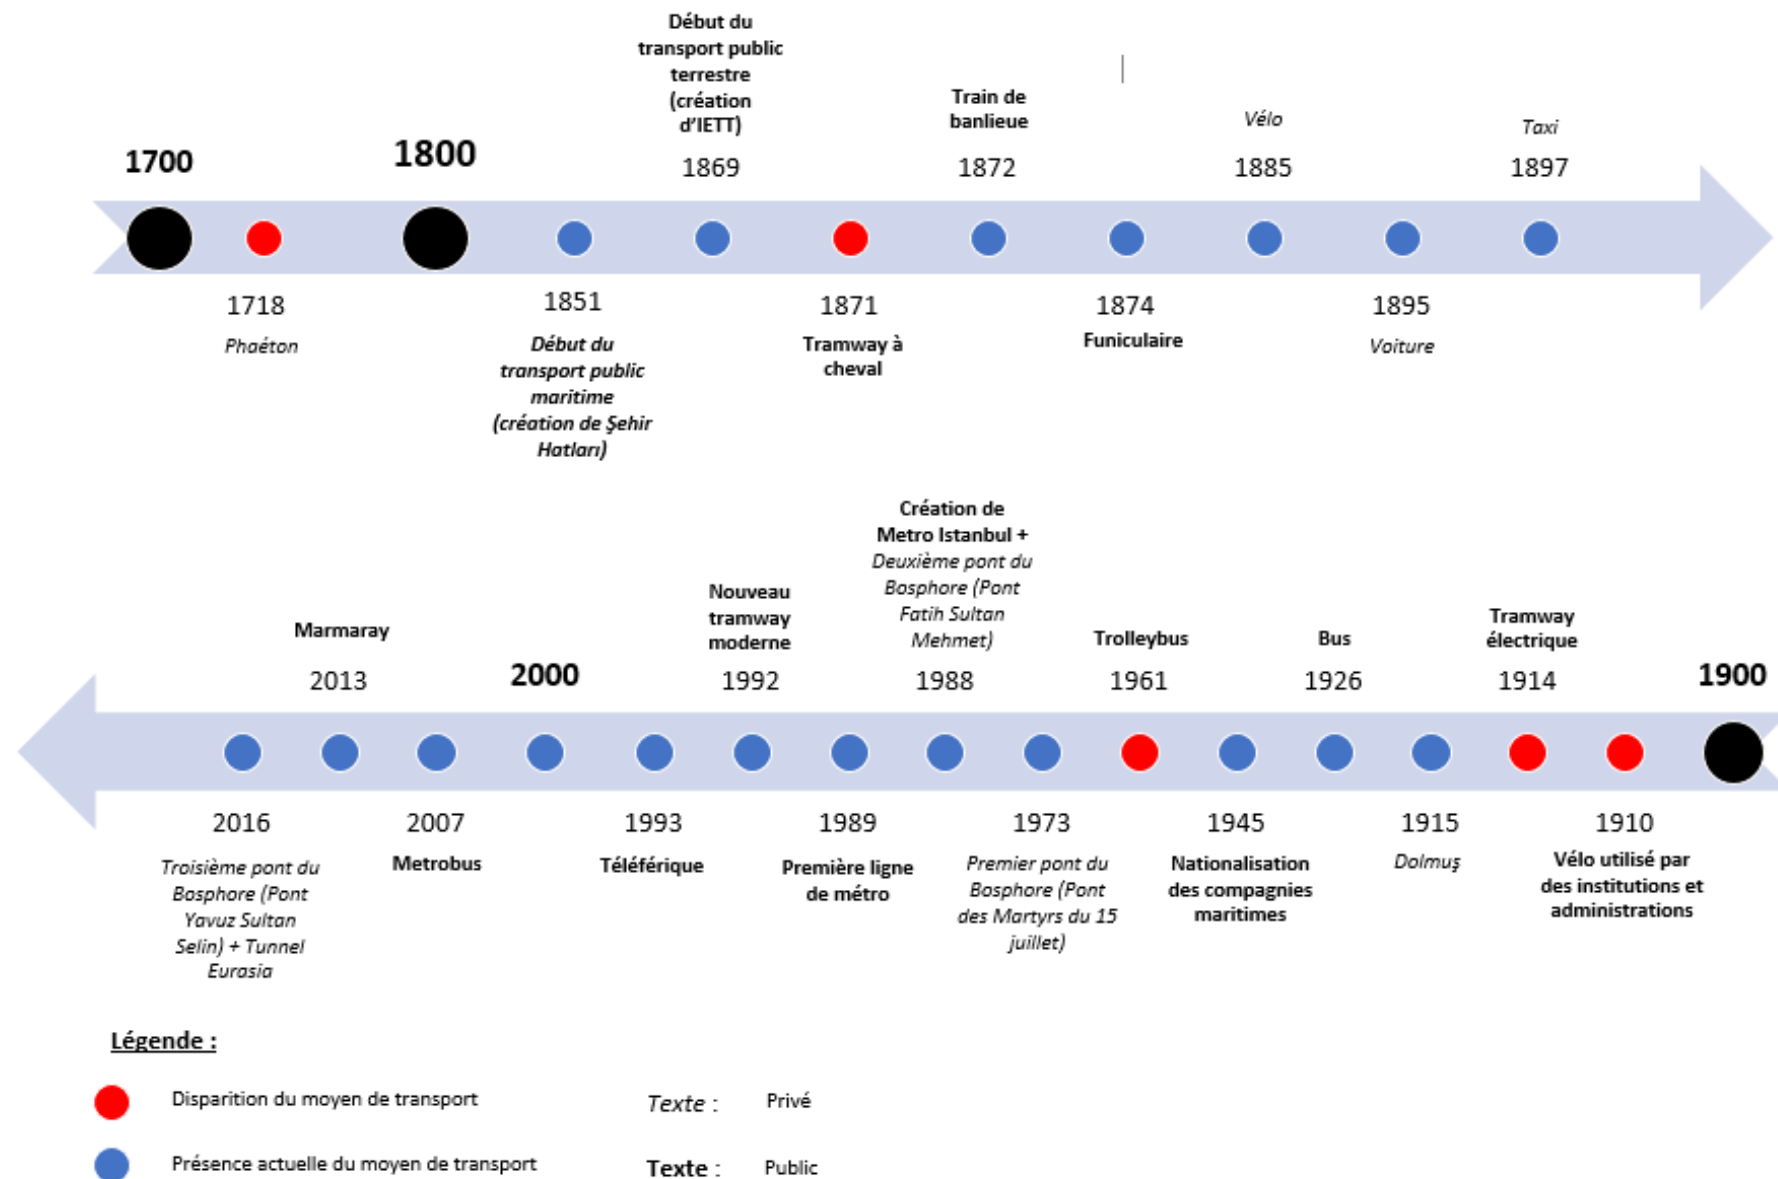 Début du
transport public
terrestre
(création
d'IETT)
Train de
banlieue
Vélo
Taxi
1700
1800
1869
1872
1885
1897
1718
1851
1871
1874
1895
Phaéton
Début du
transport public
maritime
(création de Şehir
Hatları)
Tramway à
cheval
Funiculaire
Voiture
Création de
Metro Istanbul +
Deuxième pont du
Bosphore (Pont
Fatih Sultan
Mehmet)
Marmaray
Nouveau
tramway
moderne
Trolleybus
Bus
Tramway
électrique
2013
2000
1992
1988
1961
1926
1914
1900
2016
2007
1993
1989
1973
1945
1915
1910
Troisième pont du
Bosphore (Pont
Yavuz Sultan
Selin) + Tunnel
Eurasia
Metrobus
Téléférique
Première ligne
de métro
Premier pont du
Bosphore (Pont
des Martyrs du 15
juillet)
Nationalisation
des compagnies
maritimes
Dolmuş
Vélo utilisé par
des institutions et
administrations
Légende :
Disparition du moyen de transport
Texte : Privé
Présence actuelle du moyen de transport
Texte : Public